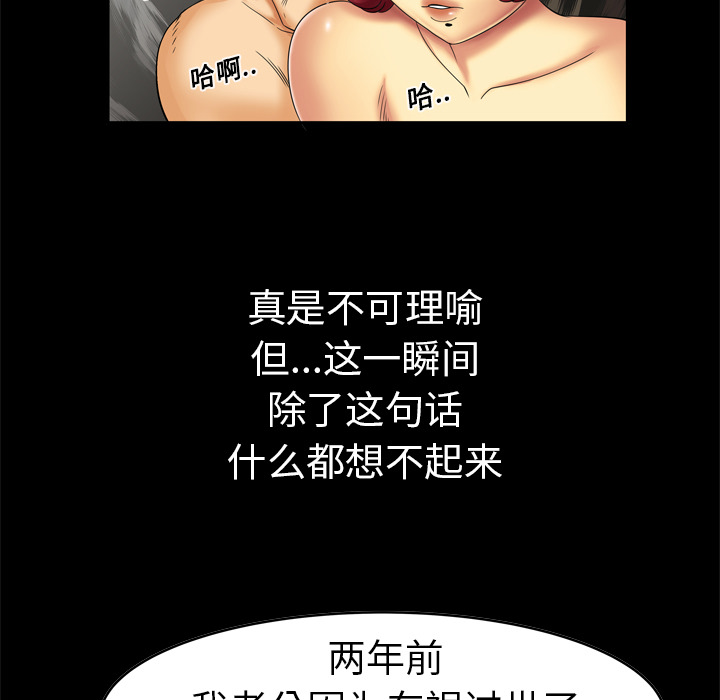 哈啊..
哈..
真是不可理喻
但...这一瞬间
除了这句话
什么都想不起来
两年前